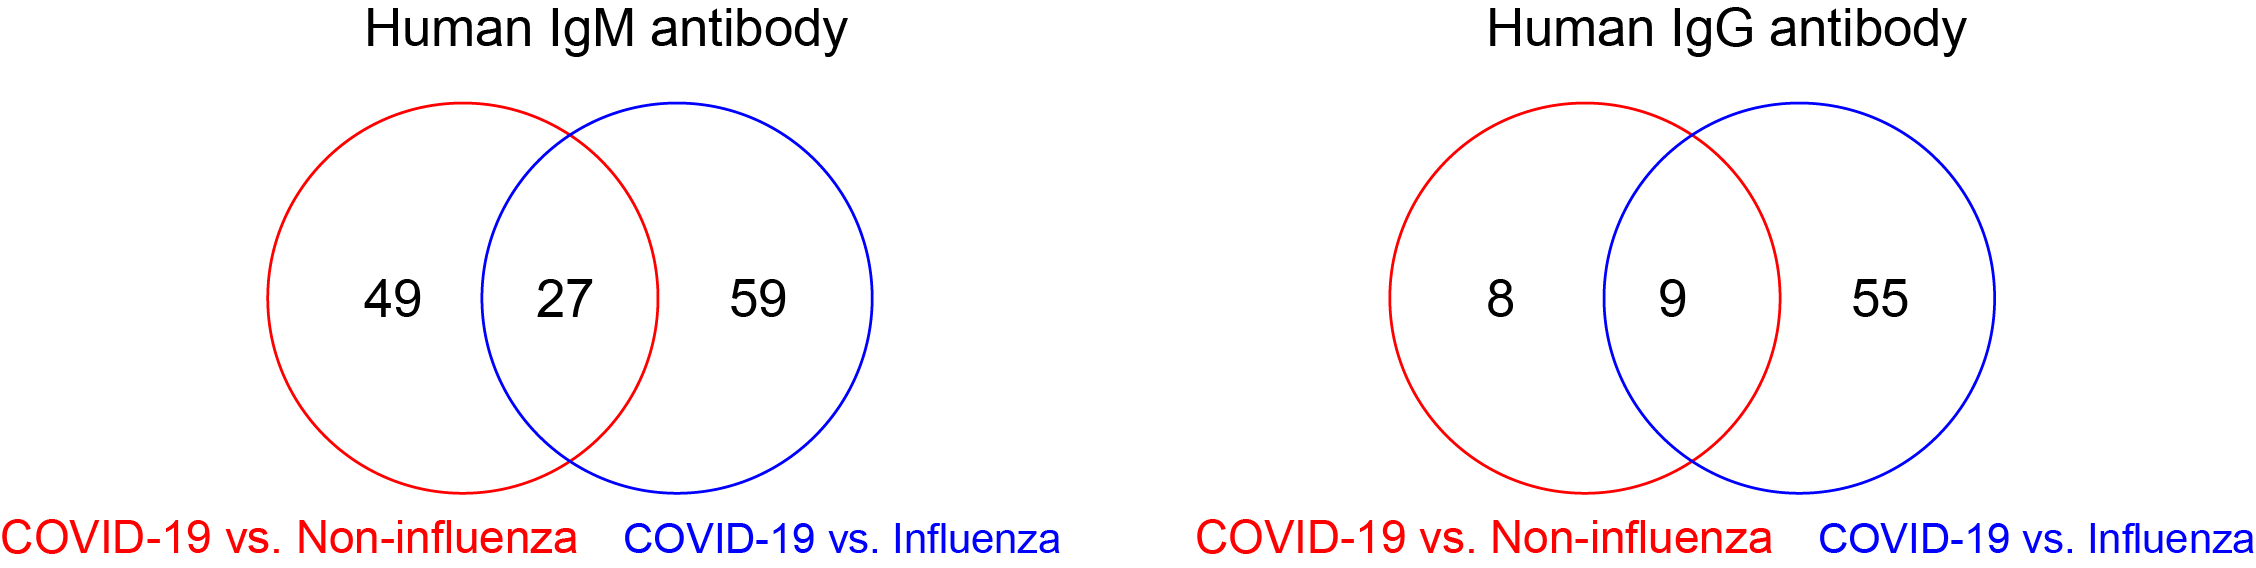 Human IgM antibody
Human IgG antibody
49 27 59
8 9 55
COVID-19 vs. Non-influenza COVID-19 vs. Influenza
COVID-19 vs. Non-influenza COVID-19 vs. Influenza